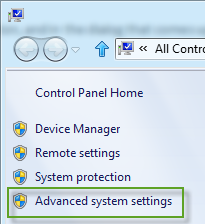 « All Contro
Control Panel Home
Device Manager
Remote settings
System protection
Advanced system settings